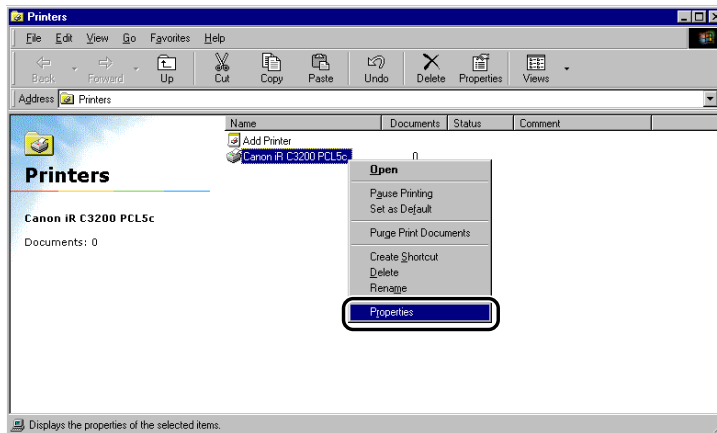 Printers
File Edit View Go Favorites Help
Back Forward Up Cut Copy Paste Undo Delete Properties Views
Address Printers
Name Documents Status Comment
Add Printer
Canon iR C3200 PCL5c 0
Printers
Canon iR C3200 PCL5c
Documents: 0
Open
Pause Printing
Set as Default
Purge Print Documents
Create Shortcut
Delete
Rename
Properties
Displays the properties of the selected items.